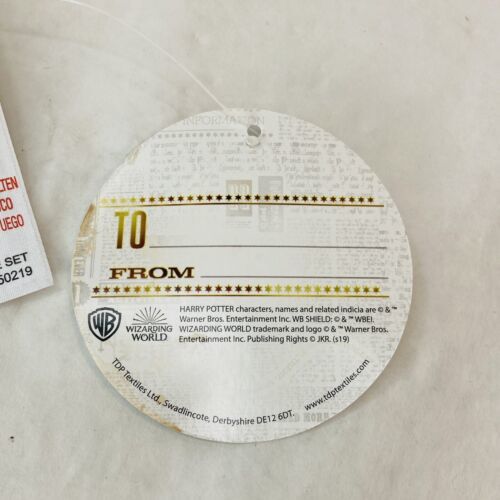 INFORMATION
TO
FROM
HARRY POTTER characters, names and related indicia are © & ™
Warner Bros. Entertainment Inc. WB SHIELD: © & ™ WBEI.
WIZARDING WORLD trademark and logo © & ™ Warner Bros.
Entertainment Inc. Publishing Rights © JKR. (s19)
WB
WIZARDING
WORLD
TDP Textiles Ltd., Swadlincote, Derbyshire DE12 6DT.
www.tdptextiles.com
LTEN
CO
UEGO
E SET
50219